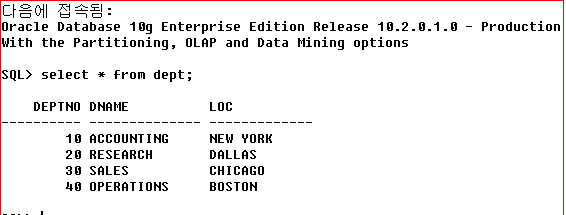 다음에 접속됨:
Oracle Database 10g Enterprise Edition Release 10.2.0.1.0 - Production
With the Partitioning, OLAP and Data Mining options
SQL> select * from dept;
DEPTNO DNAME LOC
---------- -------------- -------------
10 ACCOUNTING NEW YORK
20 RESEARCH DALLAS
30 SALES CHICAGO
40 OPERATIONS BOSTON